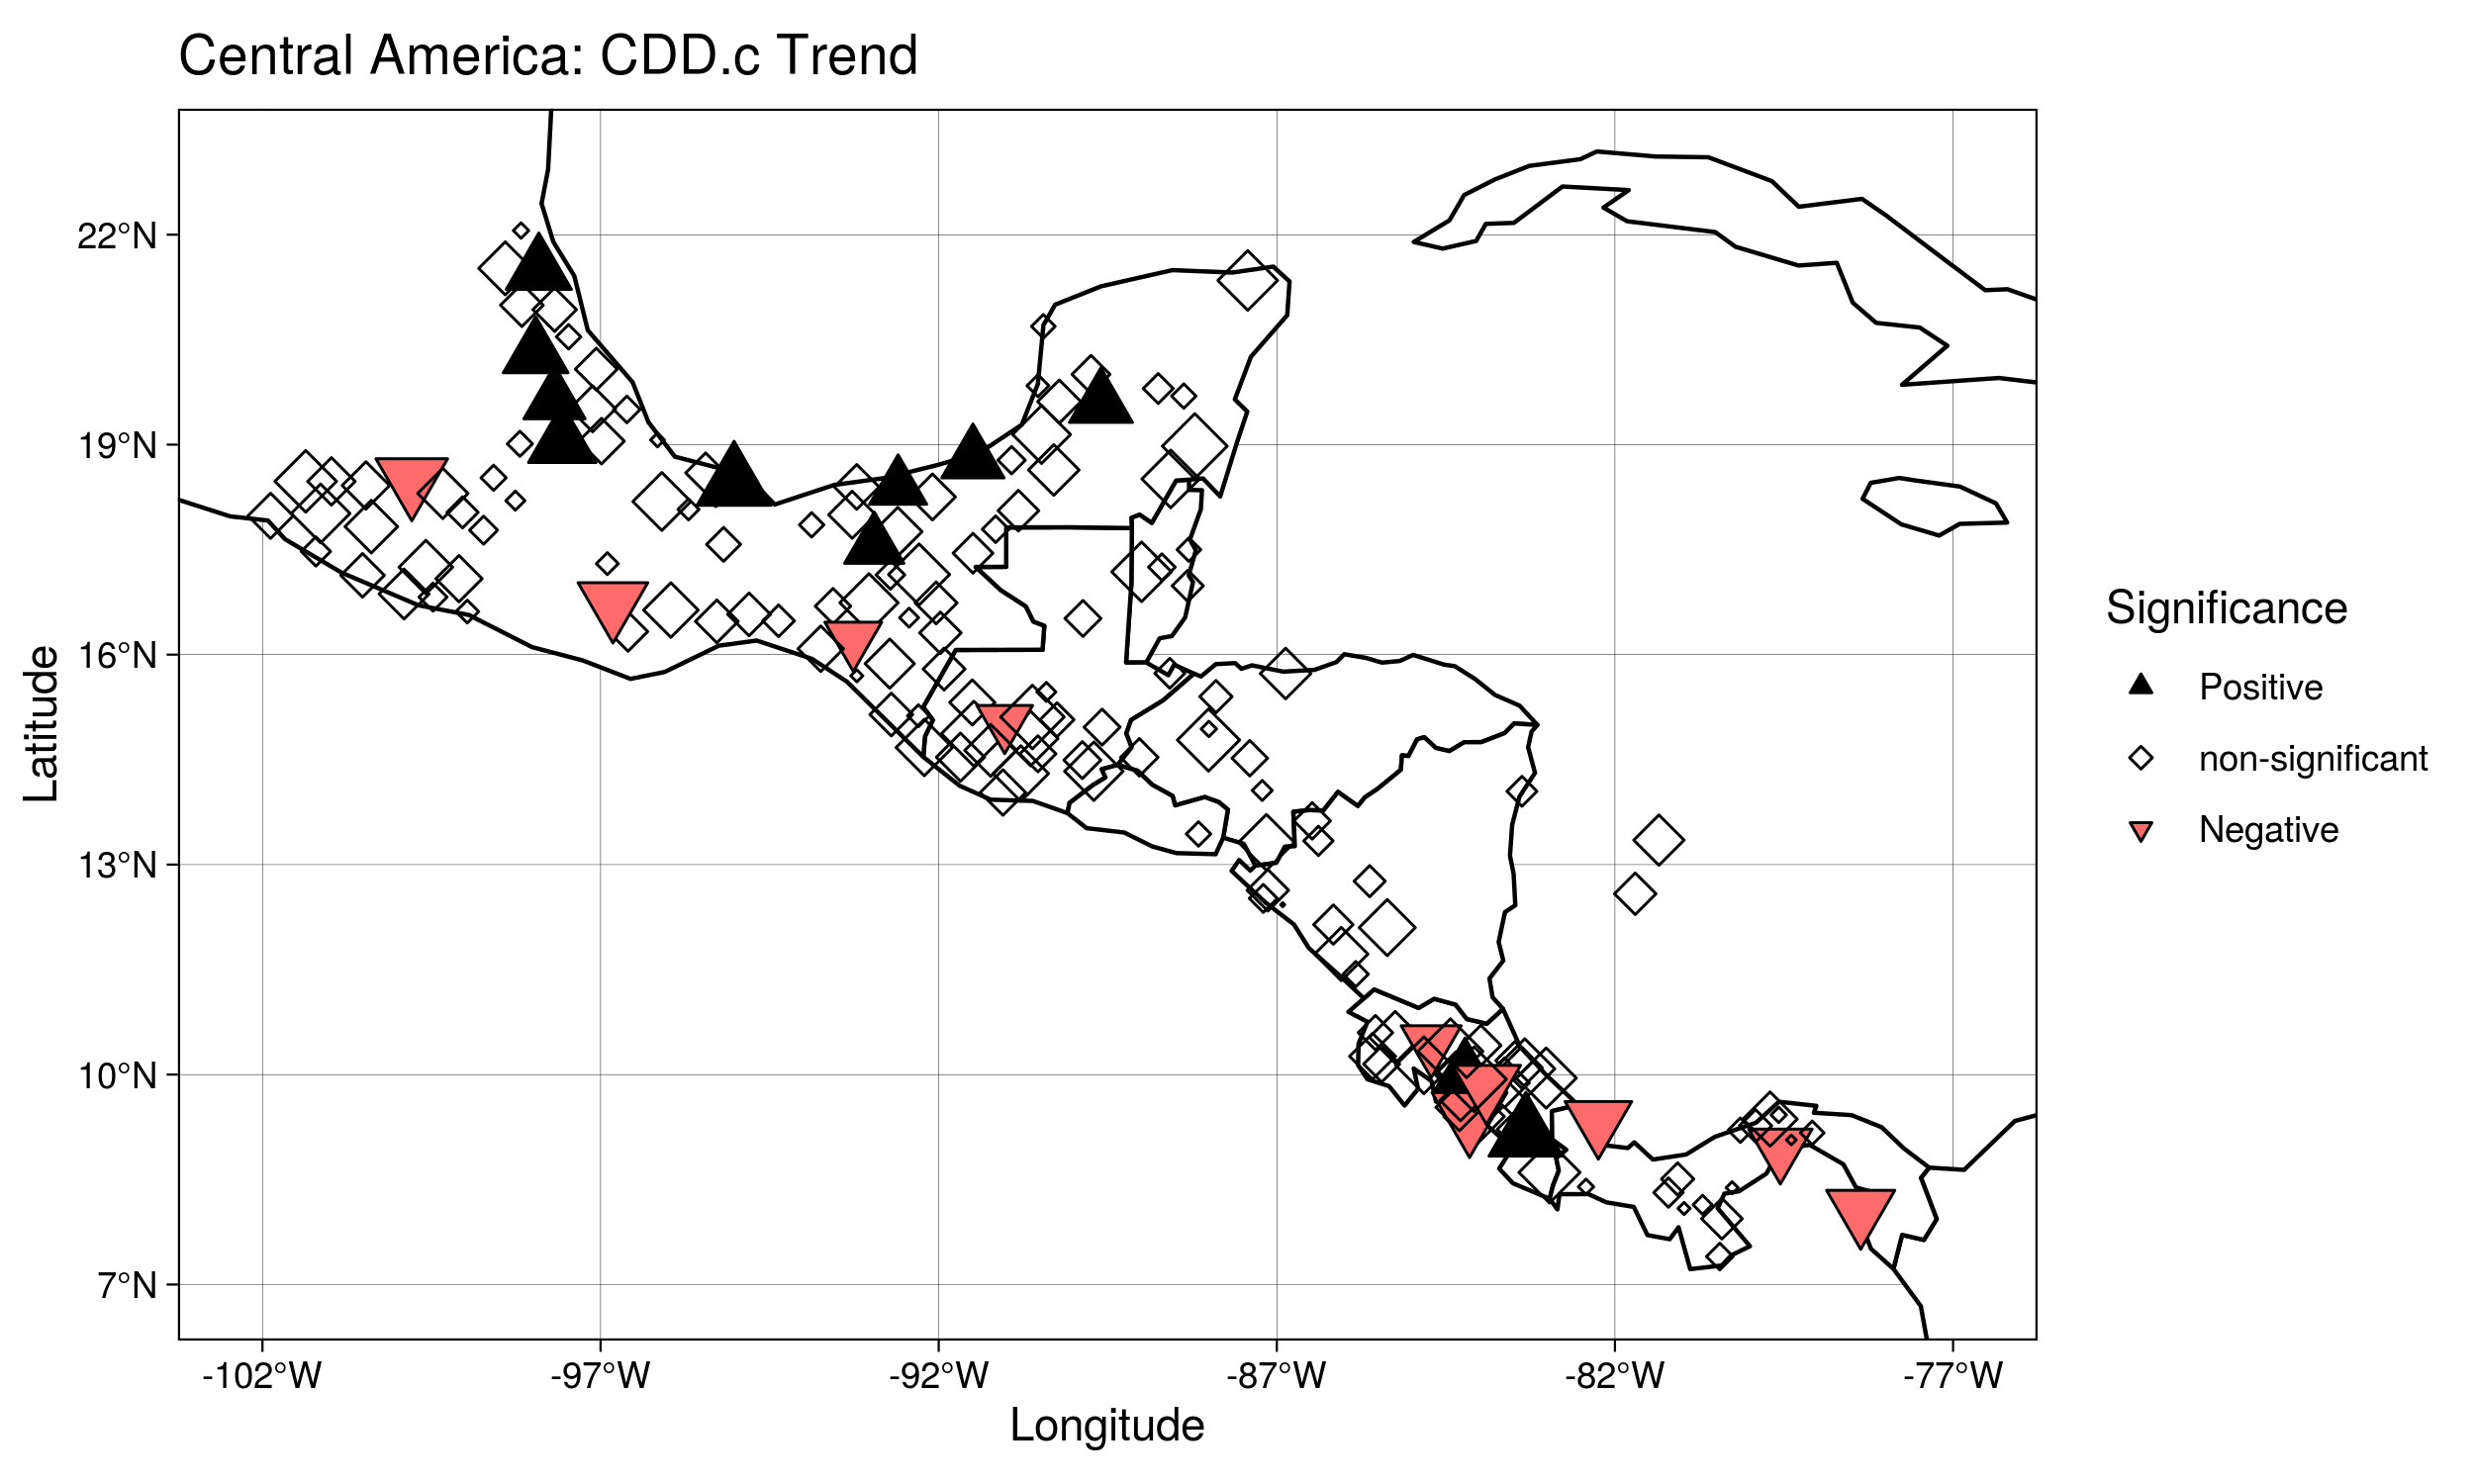 Central America: CDD.c Trend
22°N
19°N
16°N
13°N
10°N
7°N
Latitude
-102°W
-97°W
-92°W
-87°W
-82°W
-77°W
Longitude
Significance
Positive
non-significant
Negative